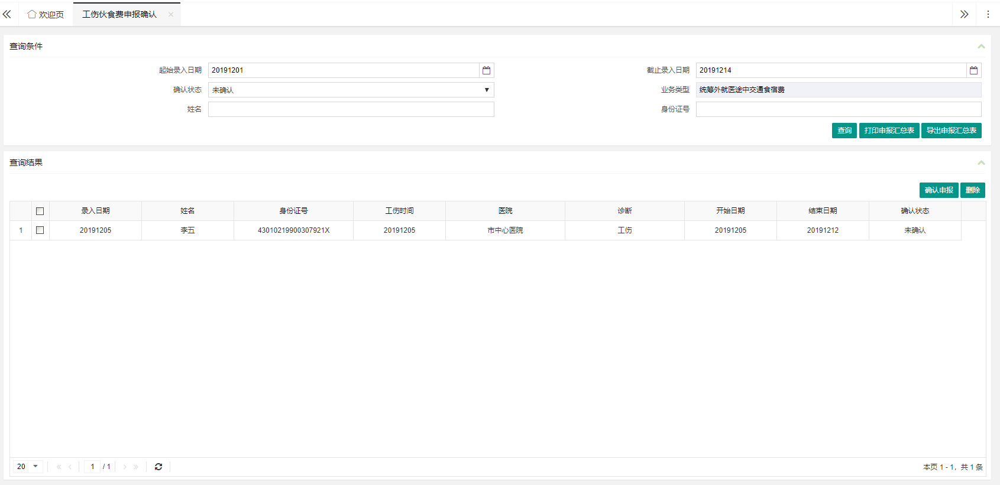 欢迎页 工伤伙食费申报确认
查询条件
起始录入日期 20191201 截止录入日期 20191214
确认状态 未确认 业务类型 统筹外就医途中交通食宿费
姓名 身份证号
查询 打印申报汇总表 导出申报汇总表
查询结果
确认申报 删除
录入日期 姓名 身份证号 工伤时间 医院 诊断 开始日期 结束日期 确认状态
1 20191205 李五 43010219900307921X 20191205 市中心医院 工伤 20191205 20191212 未确认
20 1 / 1 本页 1 - 1，共 1 条